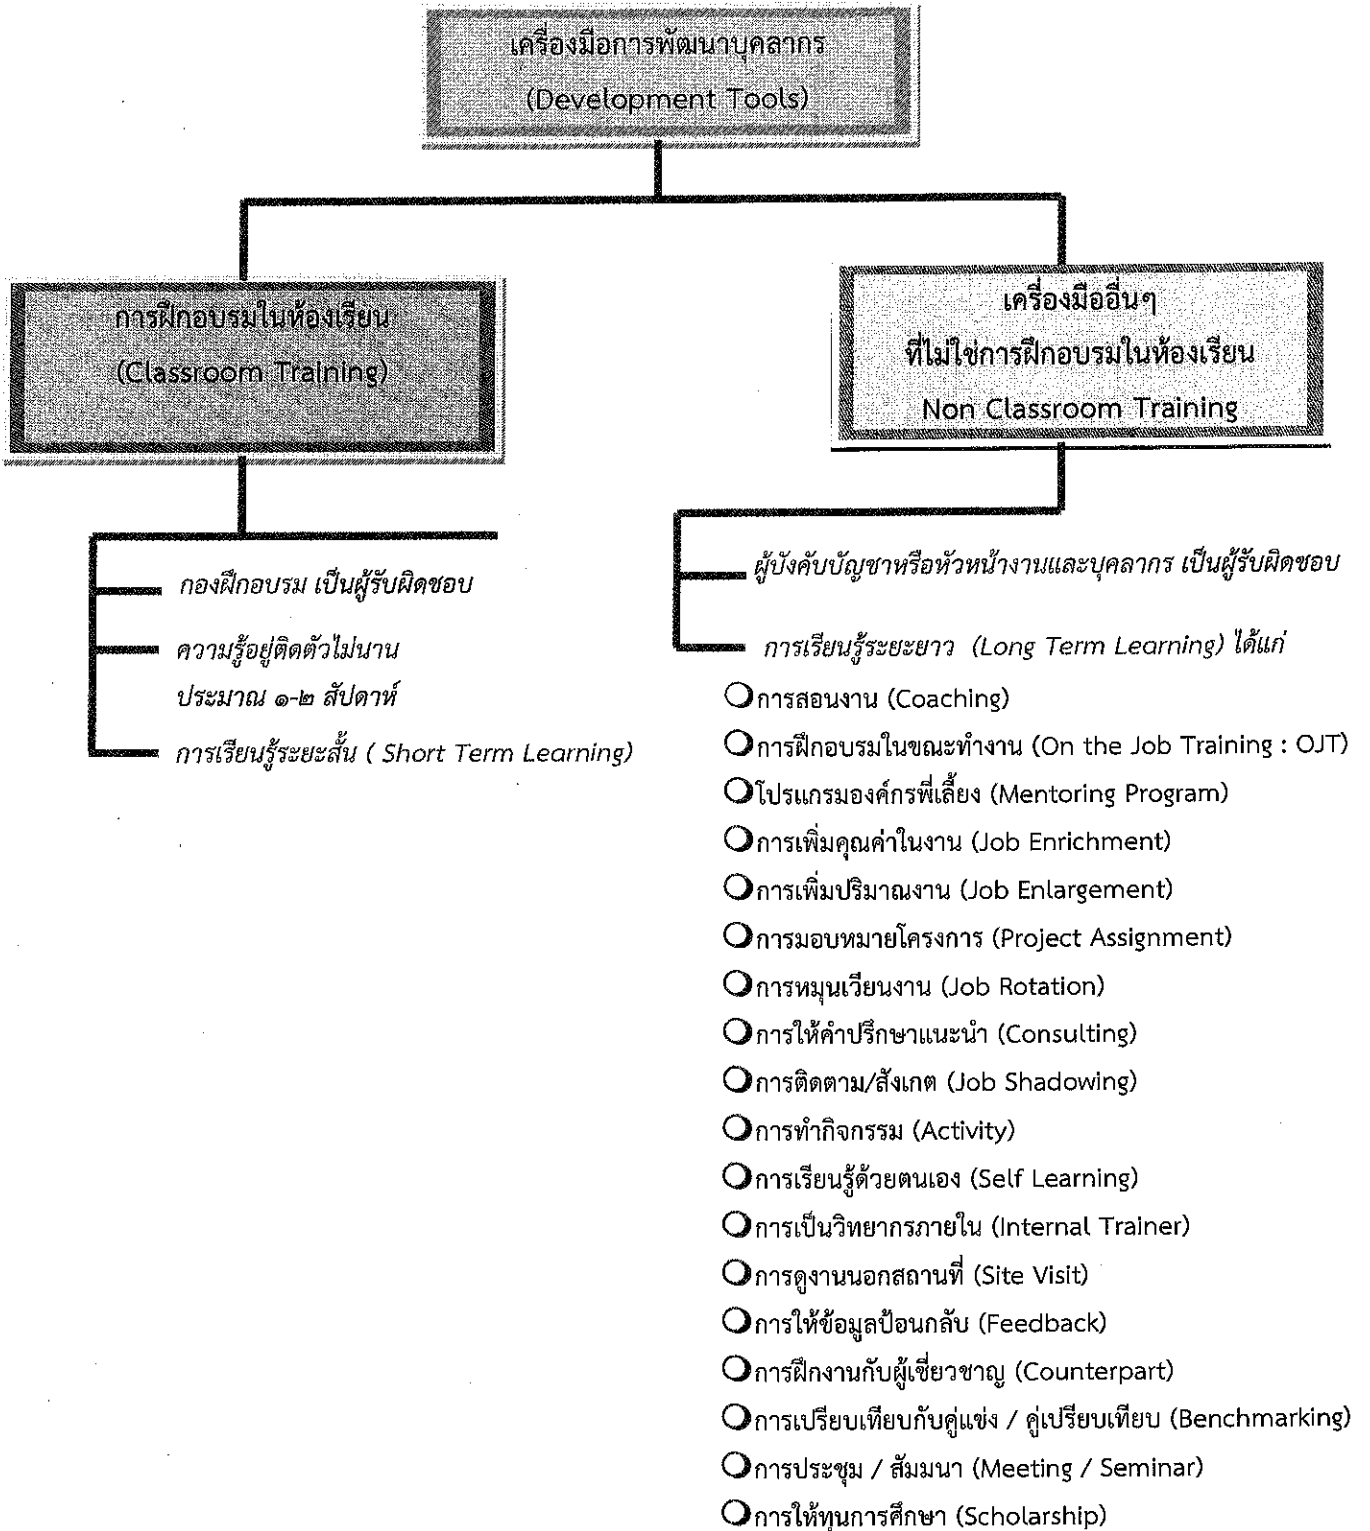 เครื่องมือการพัฒนาบุคลากร
(Development Tools)
การฝึกอบรมในห้องเรียน
(Classroom Training)
เครื่องมืออื่นๆ
ที่ไม่ใช่การฝึกอบรมในห้องเรียน
Non Classroom Training
กองฝึกอบรม เป็นผู้รับผิดชอบ
ความรู้อยู่ติดตัวไม่นาน
ประมาณ ๑-๒ สัปดาห์
การเรียนรู้ระยะสั้น ( Short Term Learning)
ผู้บังคับบัญชาหรือหัวหน้างานและบุคลากร เป็นผู้รับผิดชอบ
การเรียนรู้ระยะยาว (Long Term Learning) ได้แก่
การสอนงาน (Coaching)
การฝึกอบรมในขณะทำงาน (On the Job Training : OJT)
โปรแกรมองค์กรพี่เลี้ยง (Mentoring Program)
การเพิ่มคุณค่าในงาน (Job Enrichment)
การเพิ่มปริมาณงาน (Job Enlargement)
การมอบหมายโครงการ (Project Assignment)
การหมุนเวียนงาน (Job Rotation)
การให้คำปรึกษาแนะนำ (Consulting)
การติดตาม/สังเกต (Job Shadowing)
การทำกิจกรรม (Activity)
การเรียนรู้ด้วยตนเอง (Self Learning)
การเป็นวิทยากรภายใน (Internal Trainer)
การดูงานนอกสถานที่ (Site Visit)
การให้ข้อมูลป้อนกลับ (Feedback)
การฝึกงานกับผู้เชี่ยวชาญ (Counterpart)
การเปรียบเทียบกับคู่แข่ง / คู่เปรียบเทียบ (Benchmarking)
การประชุม / สัมมนา (Meeting / Seminar)
การให้ทุนการศึกษา (Scholarship)